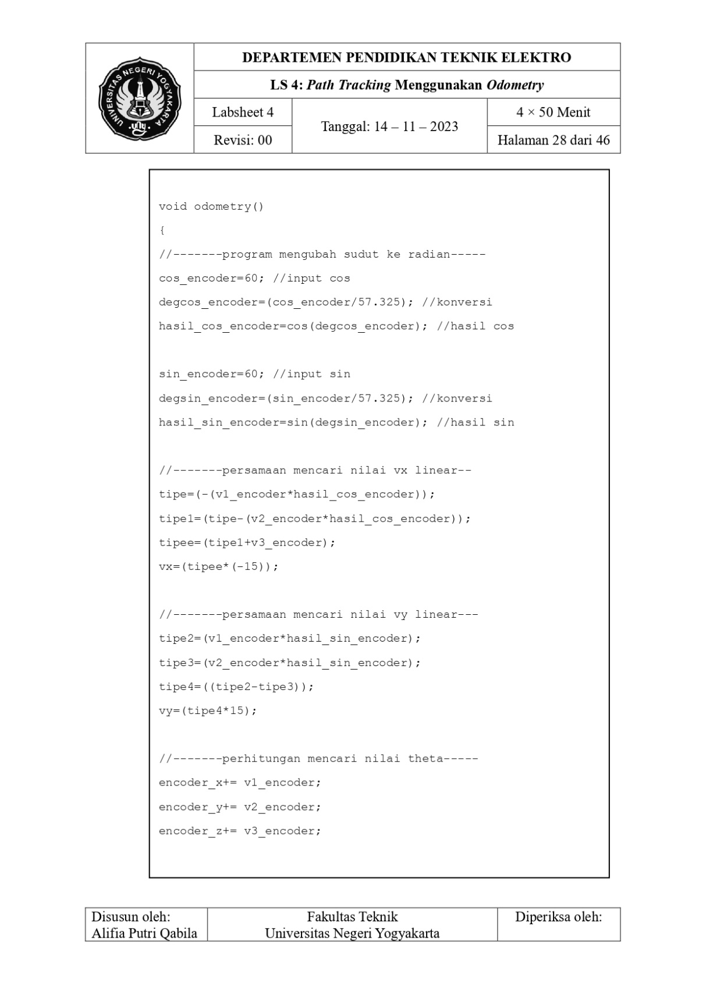 UNIVERSITAS NEGERI YOGYAKARTA
uny
DEPARTEMEN PENDIDIKAN TEKNIK ELEKTRO
LS 4: Path Tracking Menggunakan Odometry
Labsheet 4
Revisi: 00
Tanggal: 14 – 11 – 2023
4 × 50 Menit
Halaman 28 dari 46
void odometry()
{
//-------program mengubah sudut ke radian-----
cos_encoder=60; //input cos
degcos_encoder=(cos_encoder/57.325); //konversi
hasil_cos_encoder=cos(degcos_encoder); //hasil cos
sin_encoder=60; //input sin
degsin_encoder=(sin_encoder/57.325); //konversi
hasil_sin_encoder=sin(degsin_encoder); //hasil sin
//-------persamaan mencari nilai vx linear--
tipe=(-(v1_encoder*hasil_cos_encoder));
tipe1=(tipe-(v2_encoder*hasil_cos_encoder));
tipee=(tipe1+v3_encoder);
vx=(tipee*(-15));
//-------persamaan mencari nilai vy linear---
tipe2=(v1_encoder*hasil_sin_encoder);
tipe3=(v2_encoder*hasil_sin_encoder);
tipe4=((tipe2-tipe3));
vy=(tipe4*15);
//-------perhitungan mencari nilai theta-----
encoder_x+= v1_encoder;
encoder_y+= v2_encoder;
encoder_z+= v3_encoder;
Disusun oleh:
Alifia Putri Qabila
Fakultas Teknik
Universitas Negeri Yogyakarta
Diperiksa oleh: